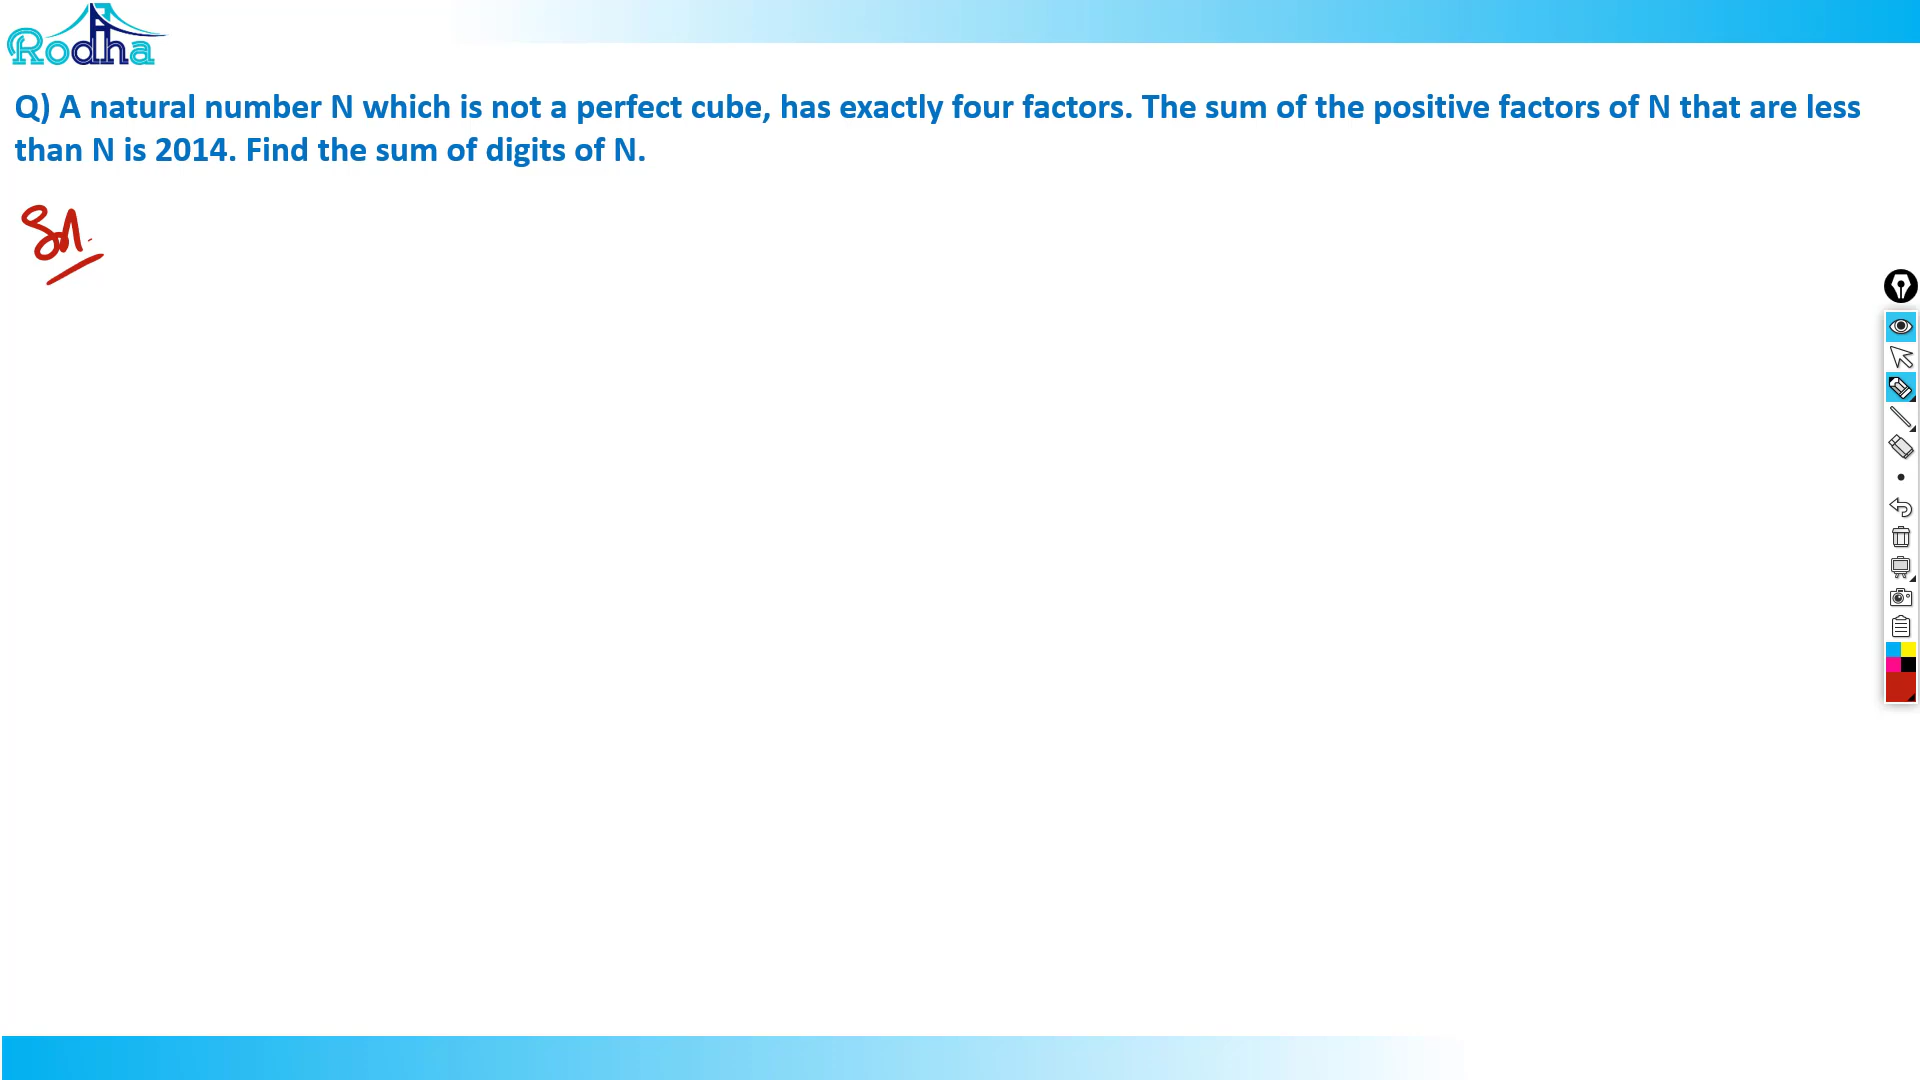 Rodha
Q) A natural number N which is not a perfect cube, has exactly four factors. The sum of the positive factors of N that are less
than N is 2014. Find the sum of digits of N.